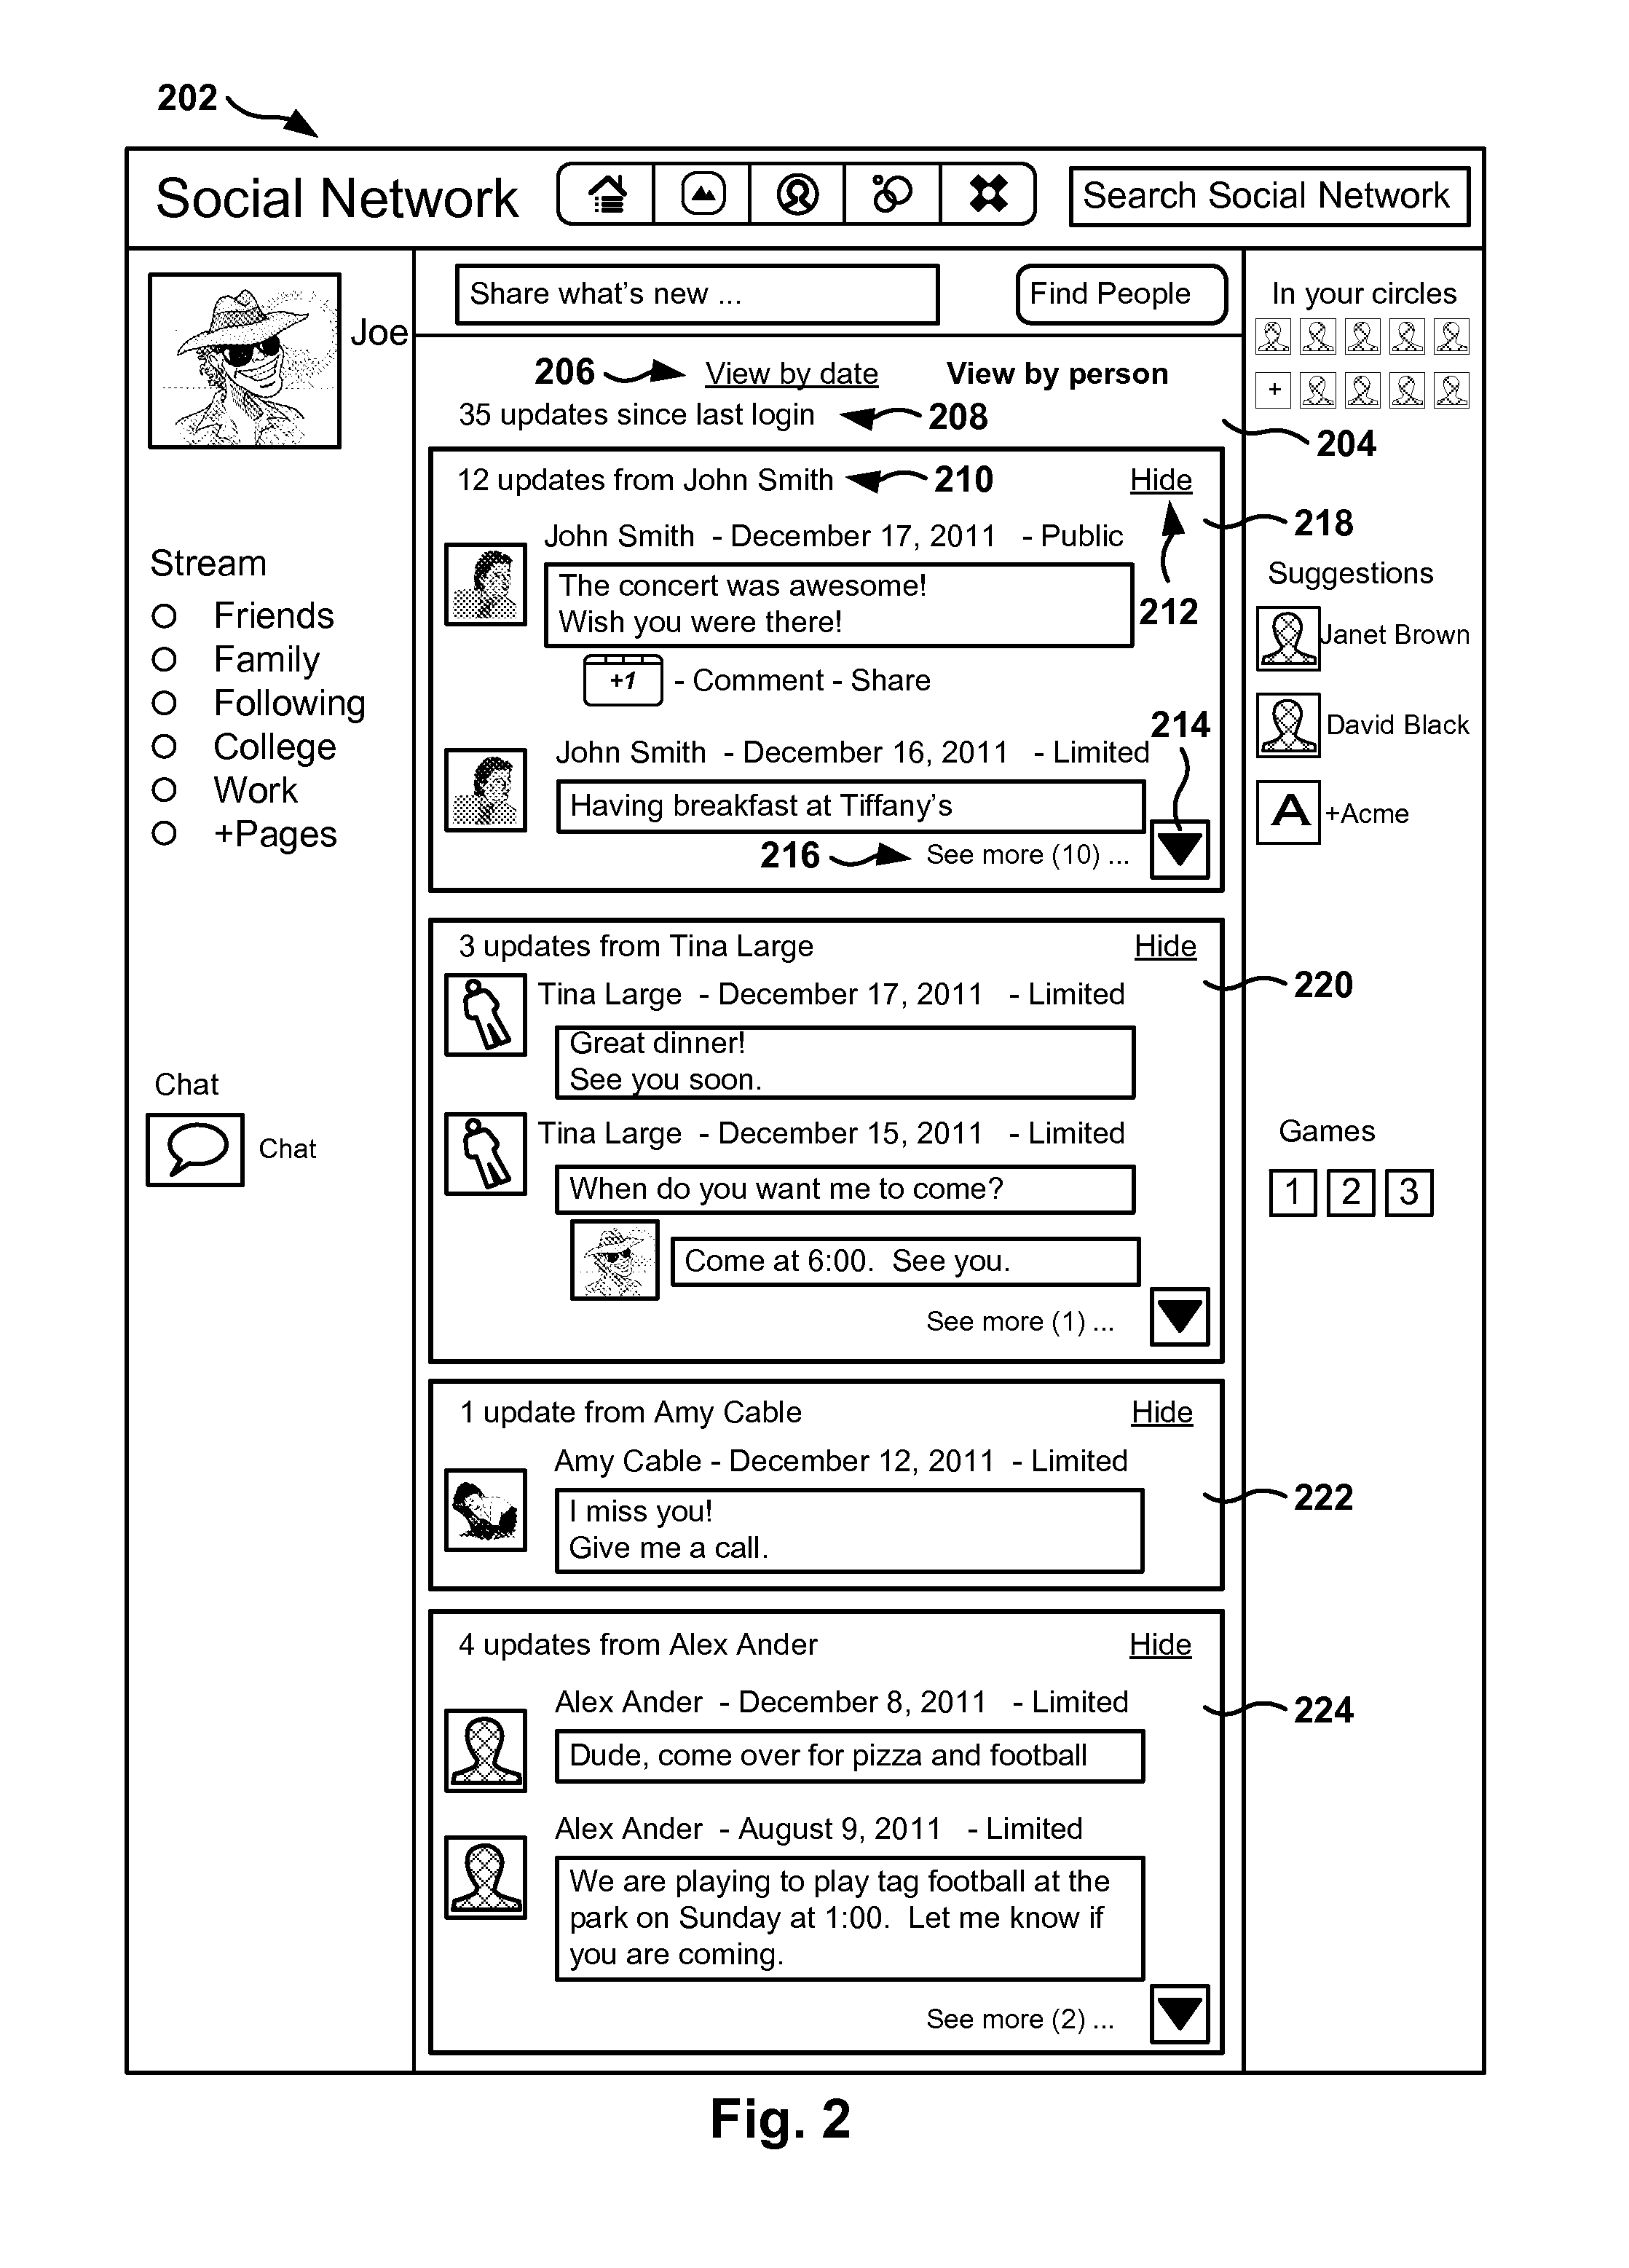 202
Social Network
Search Social Network
Joe
Share what's new ...
Find People
In your circles
+
206
View by date
View by person
35 updates since last login
208
204
12 updates from John Smith
210
Hide
218
John Smith - December 17, 2011 - Public
The concert was awesome!
Wish you were there!
212
+1
- Comment - Share
214
John Smith - December 16, 2011 - Limited
Having breakfast at Tiffany's
216
See more (10) ...
Stream
Friends
Family
Following
College
Work
+Pages
Suggestions
Janet Brown
David Black
A
+Acme
3 updates from Tina Large
Hide
220
Tina Large - December 17, 2011 - Limited
Great dinner!
See you soon.
Tina Large - December 15, 2011 - Limited
When do you want me to come?
Come at 6:00. See you.
See more (1) ...
Chat
Chat
Games
1 2 3
1 update from Amy Cable
Hide
Amy Cable - December 12, 2011 - Limited
222
I miss you!
Give me a call.
4 updates from Alex Ander
Hide
Alex Ander - December 8, 2011 - Limited
224
Dude, come over for pizza and football
Alex Ander - August 9, 2011 - Limited
We are playing to play tag football at the
park on Sunday at 1:00. Let me know if
you are coming.
See more (2) ...
Fig. 2